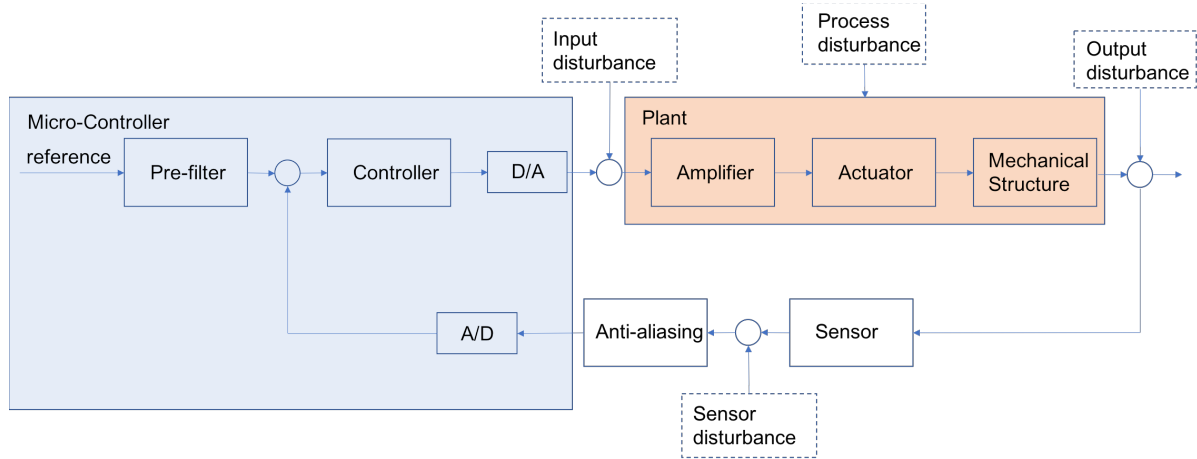 Process
disturbance
Input
disturbance
Output
disturbance
Micro-Controller
reference
Pre-filter
Controller
D/A
Plant
Amplifier
Actuator
Mechanical
Structure
A/D
Anti-aliasing
Sensor
Sensor
disturbance